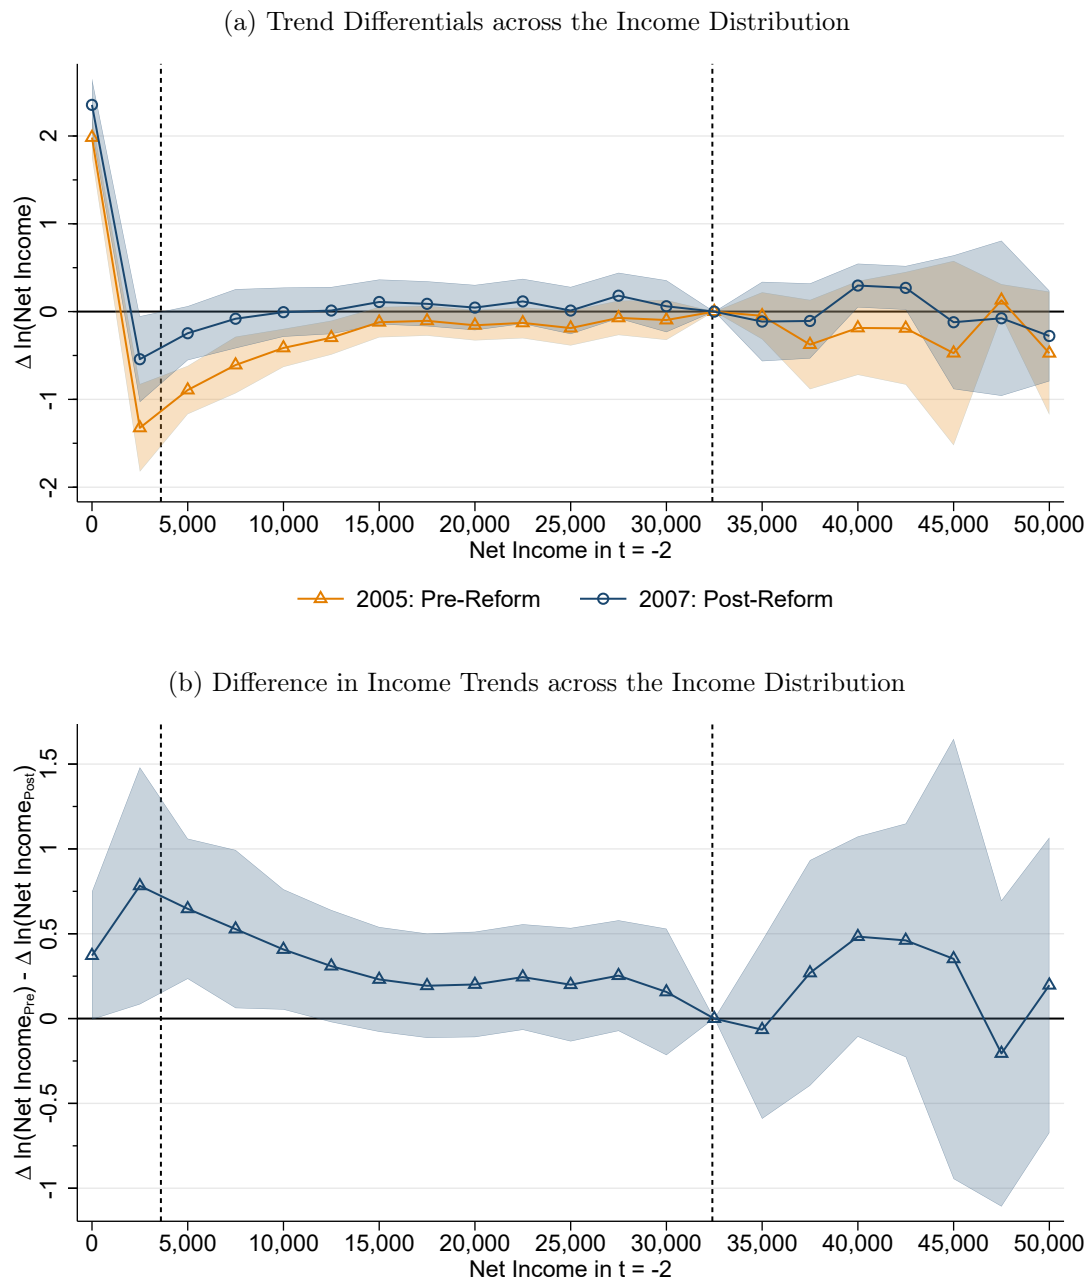 (a) Trend Differentials across the Income Distribution
Δ ln(Net Income)
2
1
0
-1
-2
0 5,000 10,000 15,000 20,000 25,000 30,000 35,000 40,000 45,000 50,000
Net Income in t = -2
2005: Pre-Reform 2007: Post-Reform
(b) Difference in Income Trends across the Income Distribution
Δ ln(Net Income_Pre) - Δ ln(Net Income_Post)
1.5
1
0.5
0
-0.5
-1
0 5,000 10,000 15,000 20,000 25,000 30,000 35,000 40,000 45,000 50,000
Net Income in t = -2